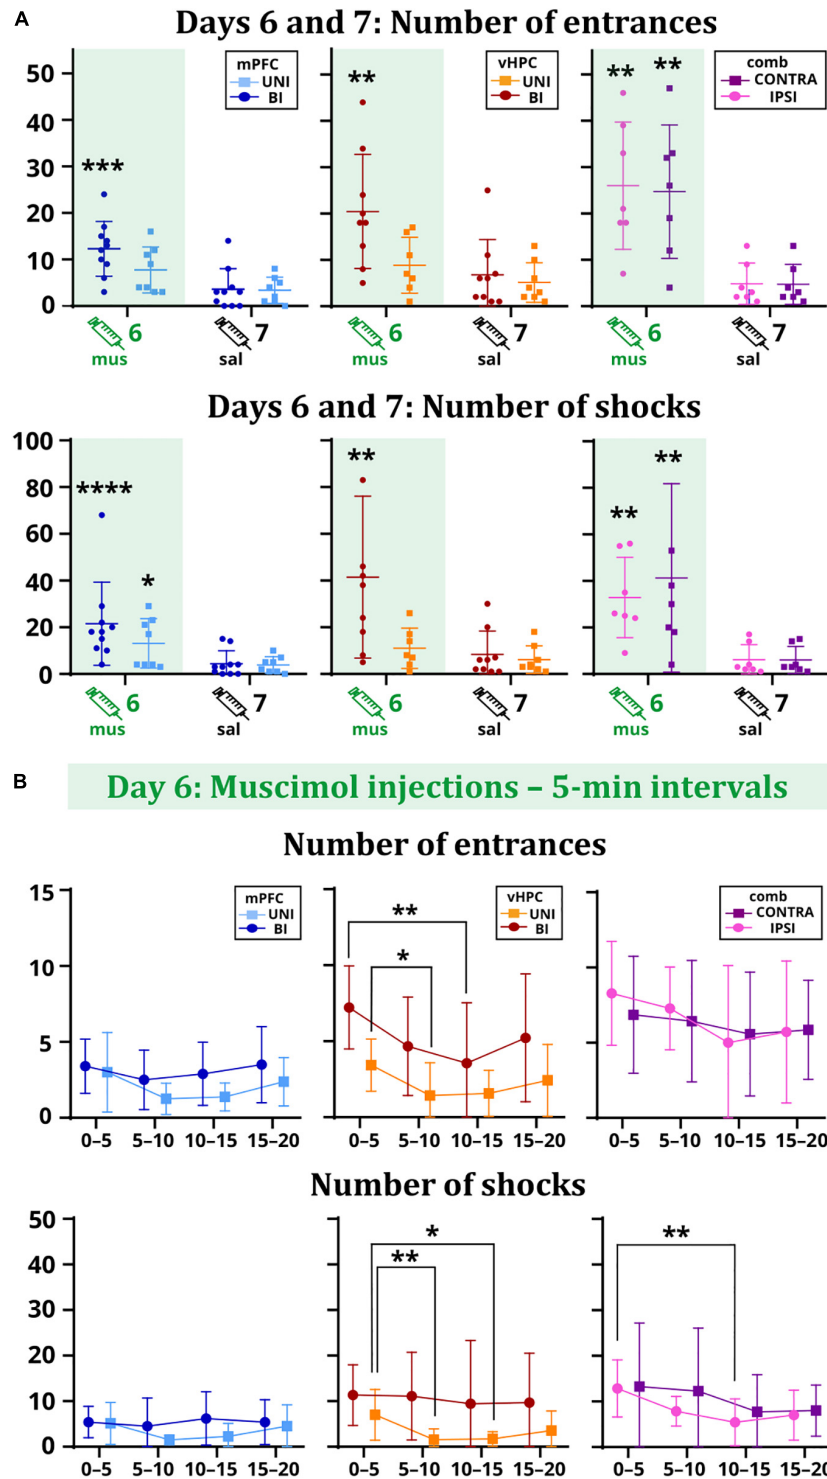 A
Days 6 and 7: Number of entrances
mPFC
UNI
BI
vHPC
UNI
BI
comb
CONTRA
IPSI
50
40
30
20
10
0
***
**
** **
6
mus
7
sal
6
mus
7
sal
6
mus
7
sal
Days 6 and 7: Number of shocks
100
80
60
40
20
0
****
*
**
**
**
6
mus
7
sal
6
mus
7
sal
6
mus
7
sal
B
Day 6: Muscimol injections – 5-min intervals
Number of entrances
mPFC
UNI
BI
vHPC
UNI
BI
comb
CONTRA
IPSI
15
10
5
0
**
*
0–5 5–10 10–15 15–20
0–5 5–10 10–15 15–20
0–5 5–10 10–15 15–20
Number of shocks
50
40
30
20
10
0
*
**
**
0–5 5–10 10–15 15–20
0–5 5–10 10–15 15–20
0–5 5–10 10–15 15–20